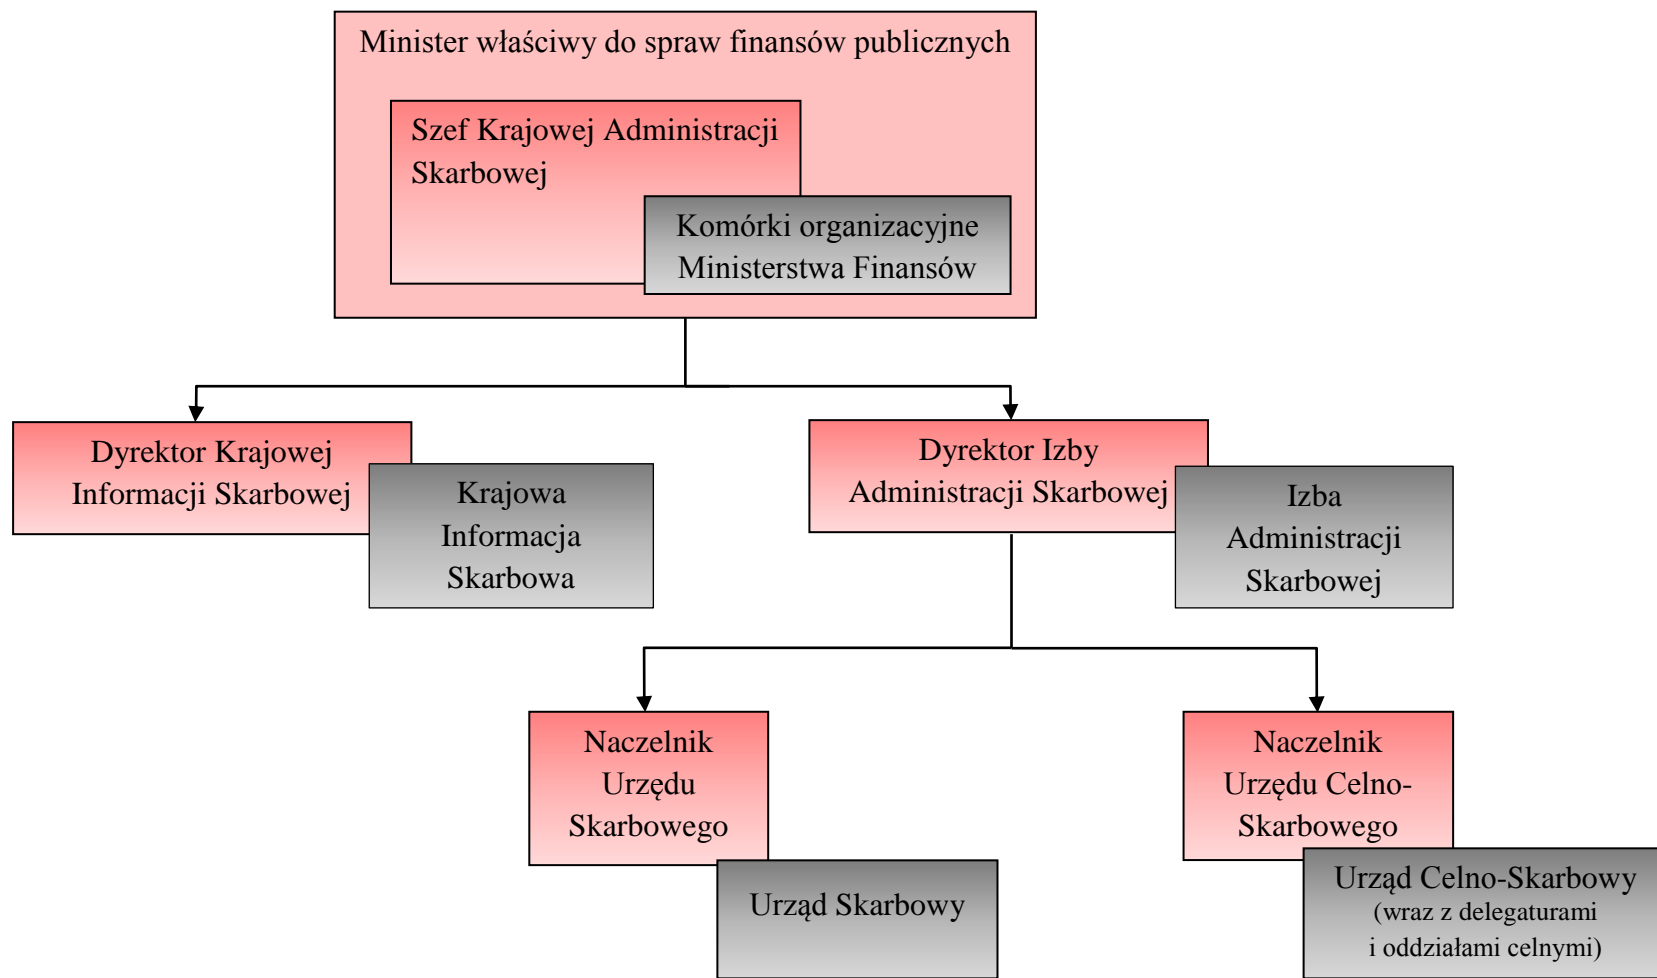 Minister właściwy do spraw finansów publicznych
Szef Krajowej Administracji
Skarbowej
Komórki organizacyjne
Ministerstwa Finansów
Dyrektor Krajowej
Informacji Skarbowej
Krajowa
Informacja
Skarbowa
Dyrektor Izby
Administracji Skarbowej
Izba
Administracji
Skarbowej
Naczelnik
Urzędu
Skarbowego
Urząd Skarbowy
Naczelnik
Urzędu Celno-
Skarbowego
Urząd Celno-Skarbowy
(wraz z delegaturami
i oddziałami celnymi)